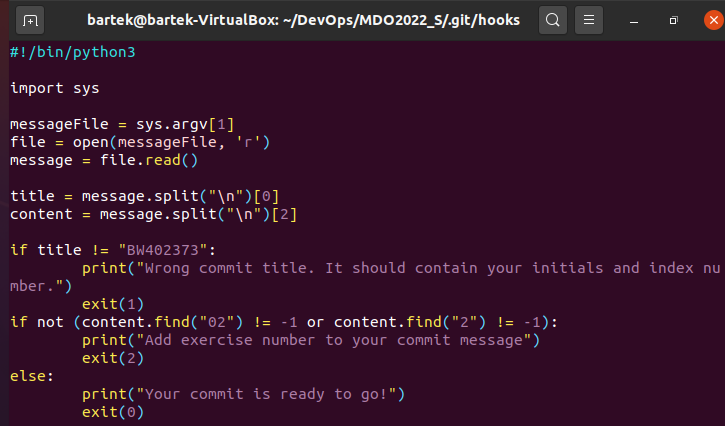 bartek@bartek-VirtualBox: ~/DevOps/MDO2022_S/.git/hooks
#!/bin/python3
import sys
messageFile = sys.argv[1]
file = open(messageFile, 'r')
message = file.read()
title = message.split("\n")[0]
content = message.split("\n")[2]
if title != "BW402373":
        print("Wrong commit title. It should contain your initials and index nu
mber.")
        exit(1)
if not (content.find("02") != -1 or content.find("2") != -1):
        print("Add exercise number to your commit message")
        exit(2)
else:
        print("Your commit is ready to go!")
        exit(0)